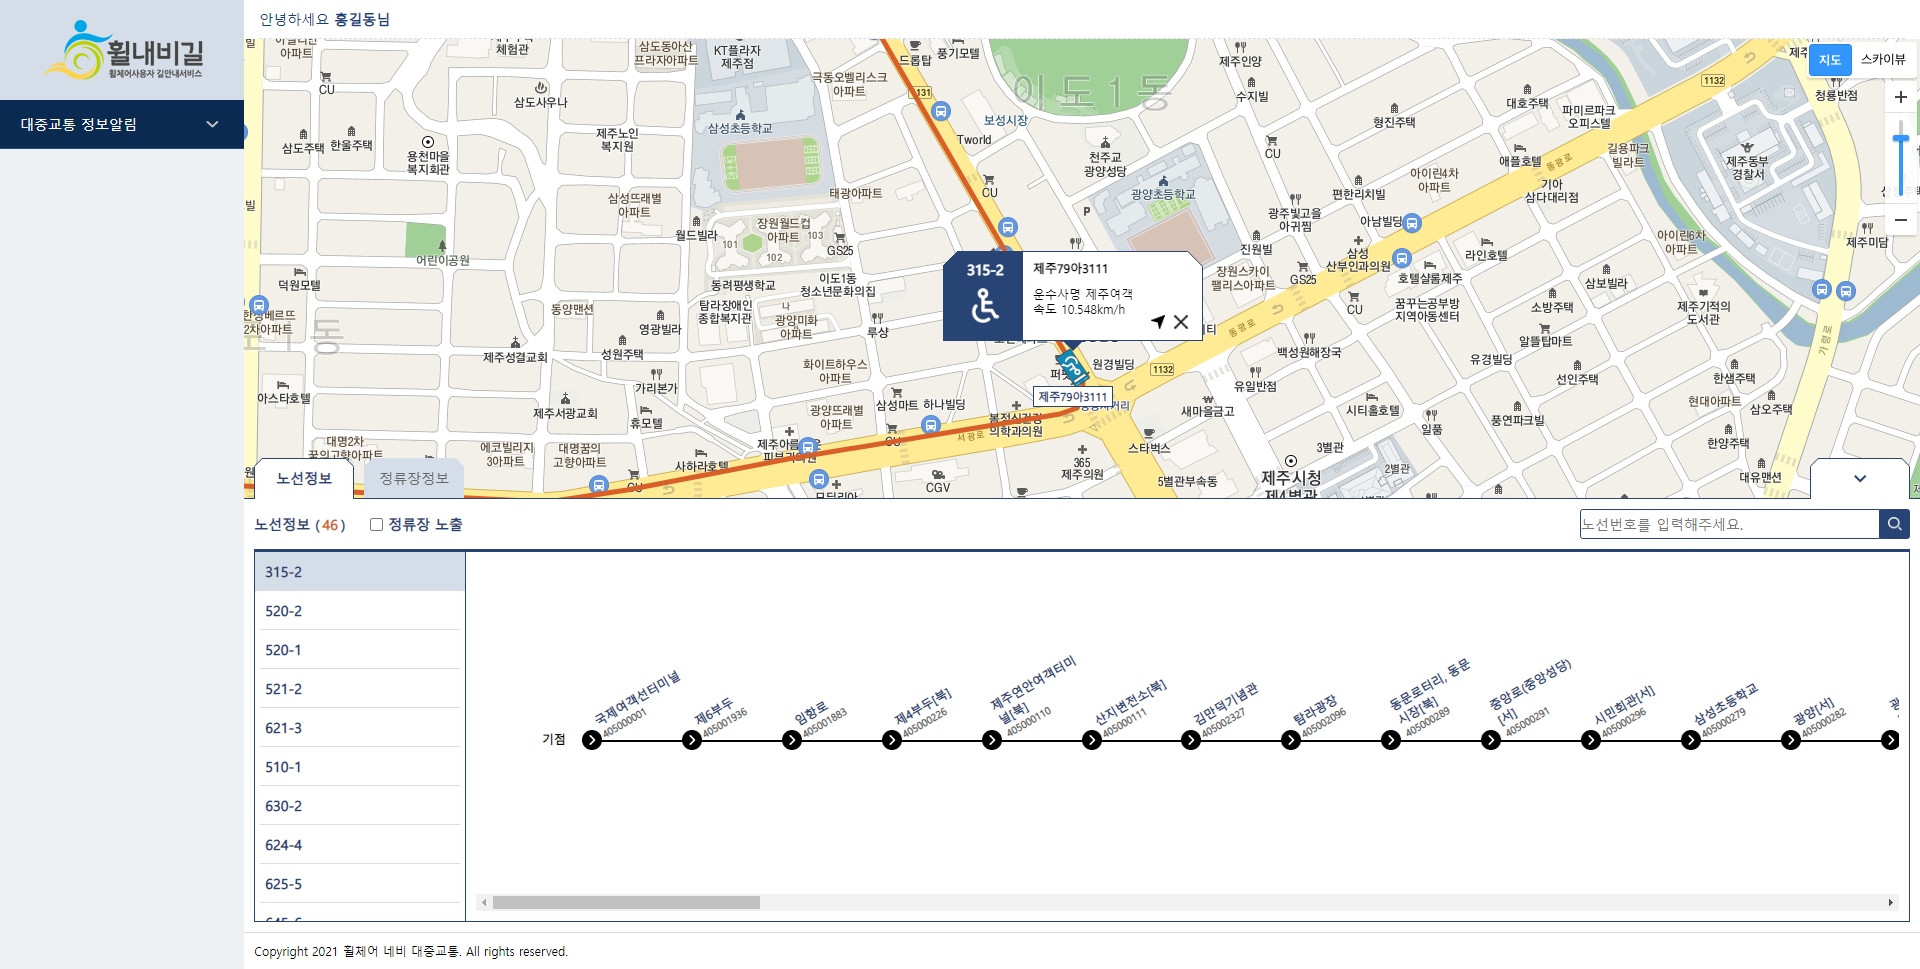 안녕하세요 홍길동님
휠내비길
휠체어사용자 길안내서비스
대중교통 정보알림
지도
스카이뷰
체험관
삼도동아산
프라자아파트
KT플라자
제주점
드롭탑
풍기모텔
이도1동
제주인양
수지빌
1132
청룡반점
CU
삼도사우나
극동오벨리스크
아파트
1131
보성시장
Tworld
형진주택
대호주택
파미르파크
오피스텔
삼도주택
한울주택
용천마을
복지회관
제주노인
복지원
삼성초등학교
천주교
광양성당
CU
애플호텔
동광로
길용파크
빌라트
제주동부
경찰서
삼성뜨래별
아파트
태광아파트
CU
광양초등학교
편한리치빌
아이린4차
아파트
기아
삼다대리점
월드빌라
장원월드컵
아파트
101
102
103
GS25
P
광주빛고을
아귀찜
아남빌딩
진원빌
삼성
산부인과의원
라인호텔
아이린6차
아파트
제주미담
어린이공원
덕원모텔
동려평생학교
이도1동
청소년문화의집
장원스카이
팰리스아파트
GS25
호텔샬롬제주
삼보빌라
동양맨션
영광빌라
탐라장애인
종합복지관
나
광양미화
아파트
루샹
CU
꿈꾸는공부방
지역아동센터
소방주택
제주기적의
도서관
2차아파트
제주성결교회
성원주택
동광로
알뜰탑마트
가령로
315-2
제주79아3111
운수사명 제주여객
속도 10.548km/h
화이트하우스
아파트
원경빌딩
1132
백성원해장국
유경빌딩
선인주택
한샘주택
아스타호텔
가리본가
유일반점
제주79아3111
제주서광교회
휴모텔
광양뜨래별
아파트
삼성마트
하나빌딩
서광로
의학과의원
새마을금고
시티홀호텔
일품
풍연파크빌
현대아파트
삼오주택
대명2차
에코빌리지
3아파트
대명꿈의
고향아파트
사하라호텔
CU
CGV
365
제주의원
스타벅스
5별관부속동
3별관
2별관
제주시청
제4별관
한양주택
대유맨션
노선정보
정류장정보
노선정보 ( 46 )
정류장 노출
노선번호를 입력해주세요.
315-2
520-2
520-1
521-2
621-3
510-1
630-2
624-4
625-5
기점
국제여객선터미널
405000001
제6부두
405001936
임항로
405001883
제4부두[북]
405000226
제주연안여객터미
널[북]
405000110
산지변전소[북]
405000111
김만덕기념관
405002327
탑라광장
405002096
동문로터리, 동문
시장[북]
405000289
중앙로(중앙성당)
[서]
405000291
시민회관[서]
405000296
삼성초등학교
405000279
광양[서]
405000282
Copyright 2021 휠체어 네비 대중교통. All rights reserved.